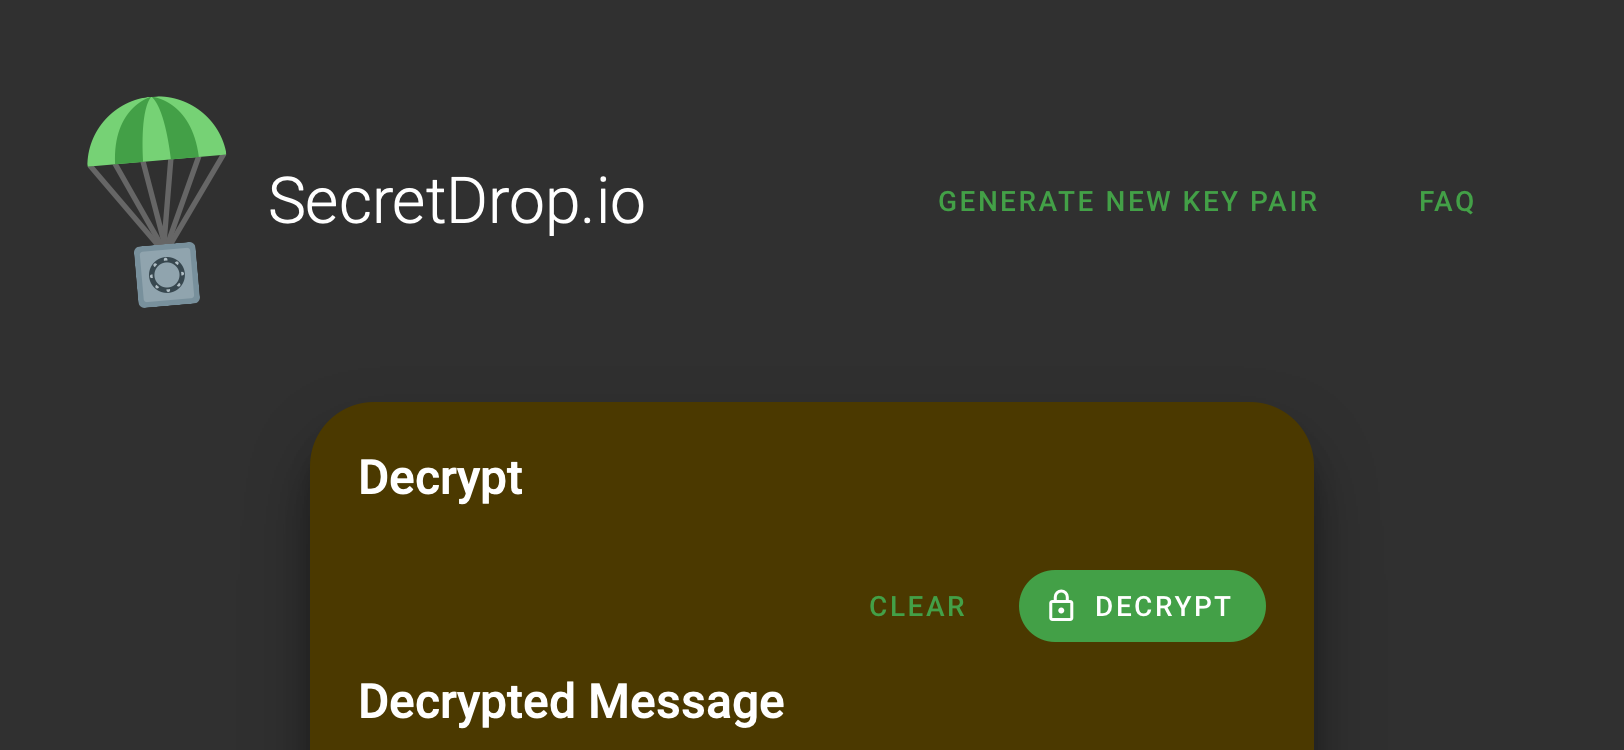 SecretDrop.io
GENERATE NEW KEY PAIR
FAQ
Decrypt
CLEAR
DECRYPT
Decrypted Message